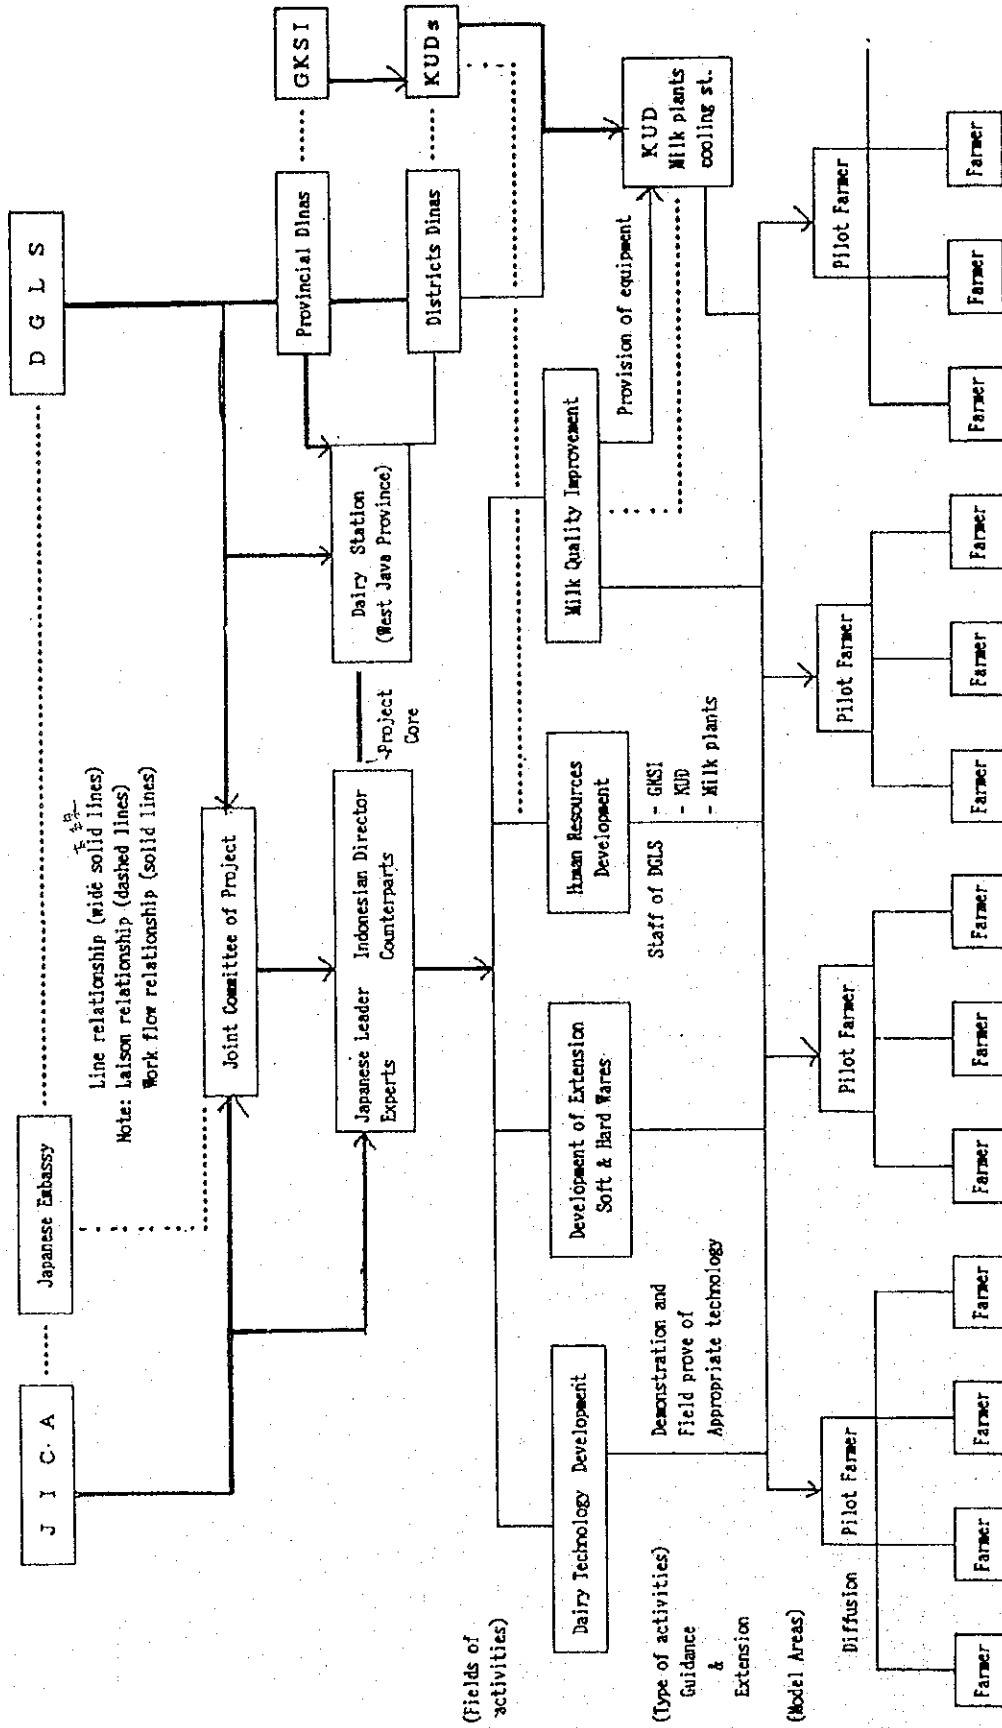 J I C A
Japanese Embassy
D G L S
Line relationship (wide solid lines)
Note: Laison relationship (dashed lines)
Work flow relationship (solid lines)
Joint Committee of Project
Provincial Dinas
GKSI
Japanese Leader Indonesian Director
Experts Counterparts
Project
Core
Dairy Station
(West Java Province)
Districts Dinas
KUDs
(Fields of
activities)
Dairy Technology Development
Development of Extension
Soft & Hard Wares
Human Resources
Development
Milk Quality Improvement
Provision of equipment
KUD
Milk plants
cooling st.
(Type of activities)
Guidance
&
Extension
Demonstration and
Field prove of
Appropriate technology
Staff of DGLS
- GKSI
- KUD
- Milk plants
(Model Areas)
Diffusion
Pilot Farmer
Pilot Farmer
Pilot Farmer
Pilot Farmer
Farmer
Farmer
Farmer
Farmer
Farmer
Farmer
Farmer
Farmer
Farmer
Farmer
Farmer
Farmer
Farmer